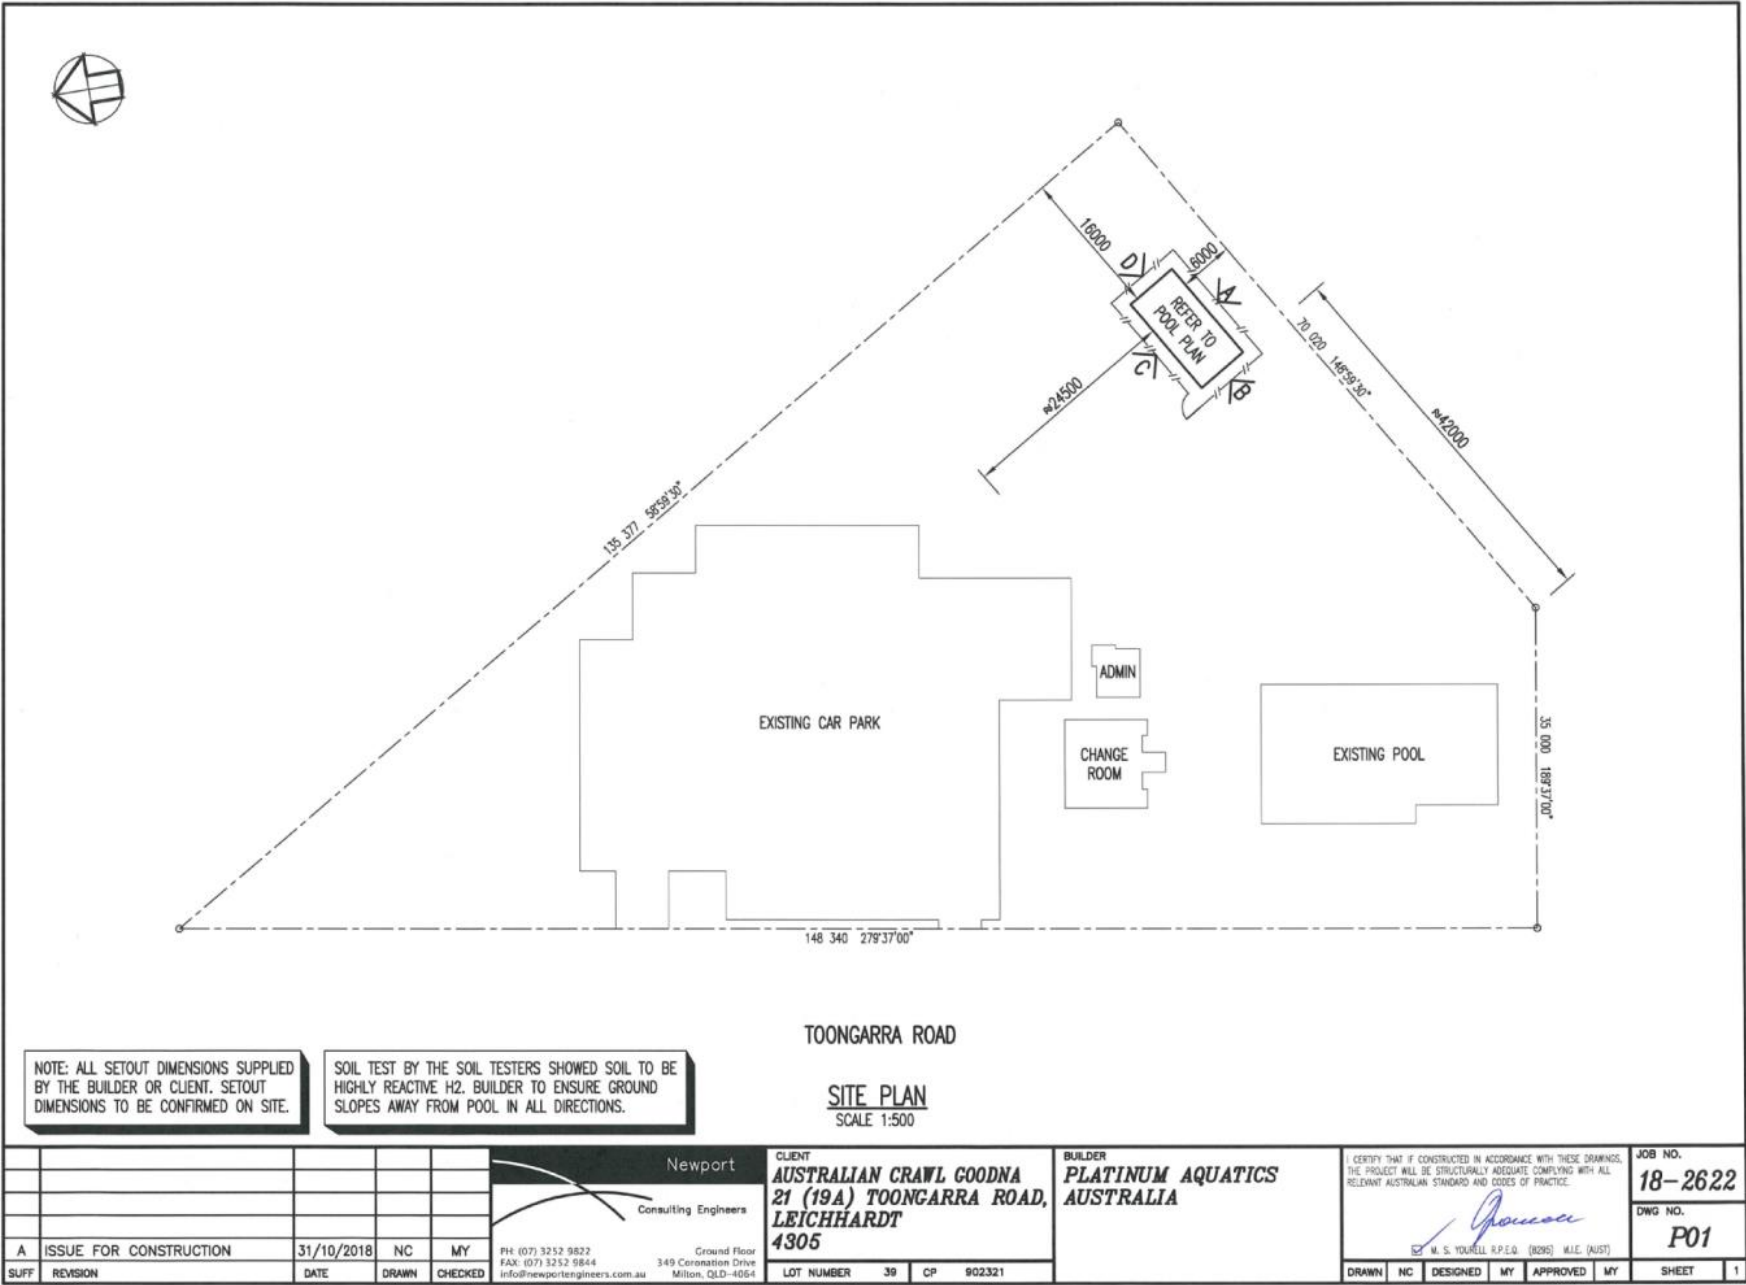 16000
D
6000
A
REFER TO
POOL PLAN
C
B
≈24500
70 020 148°59'30"
≈42000
135 377 58°59'30"
ADMIN
EXISTING CAR PARK
CHANGE
ROOM
EXISTING POOL
35 000 189°37'00"
148 340 279°37'00"
TOONGARRA ROAD
SITE PLAN
SCALE 1:500
NOTE: ALL SETOUT DIMENSIONS SUPPLIED
BY THE BUILDER OR CLIENT. SETOUT
DIMENSIONS TO BE CONFIRMED ON SITE.
SOIL TEST BY THE SOIL TESTERS SHOWED SOIL TO BE
HIGHLY REACTIVE H2. BUILDER TO ENSURE GROUND
SLOPES AWAY FROM POOL IN ALL DIRECTIONS.
A ISSUE FOR CONSTRUCTION 31/10/2018 NC MY
SUFF REVISION DATE DRAWN CHECKED
Newport
Consulting Engineers
PH: (07) 3252 9822
FAX: (07) 3252 9844
info@newportengineers.com.au
Ground Floor
349 Coronation Drive
Milton, QLD-4064
CLIENT
AUSTRALIAN CRAWL GOODNA
21 (19A) TOONGARRA ROAD,
LEICHHARDT
4305
LOT NUMBER 39 CP 902321
BUILDER
PLATINUM AQUATICS
AUSTRALIA
I CERTIFY THAT IF CONSTRUCTED IN ACCORDANCE WITH THESE DRAWINGS,
THE PROJECT WILL BE STRUCTURALLY ADEQUATE COMPLYING WITH ALL
RELEVANT AUSTRALIAN STANDARD AND CODES OF PRACTICE.
M. S. YOURELL R.P.E.Q. (8295) M.I.E. (AUST)
DRAWN NC DESIGNED MY APPROVED MY
JOB NO.
18-2622
DWG NO.
P01
SHEET 1